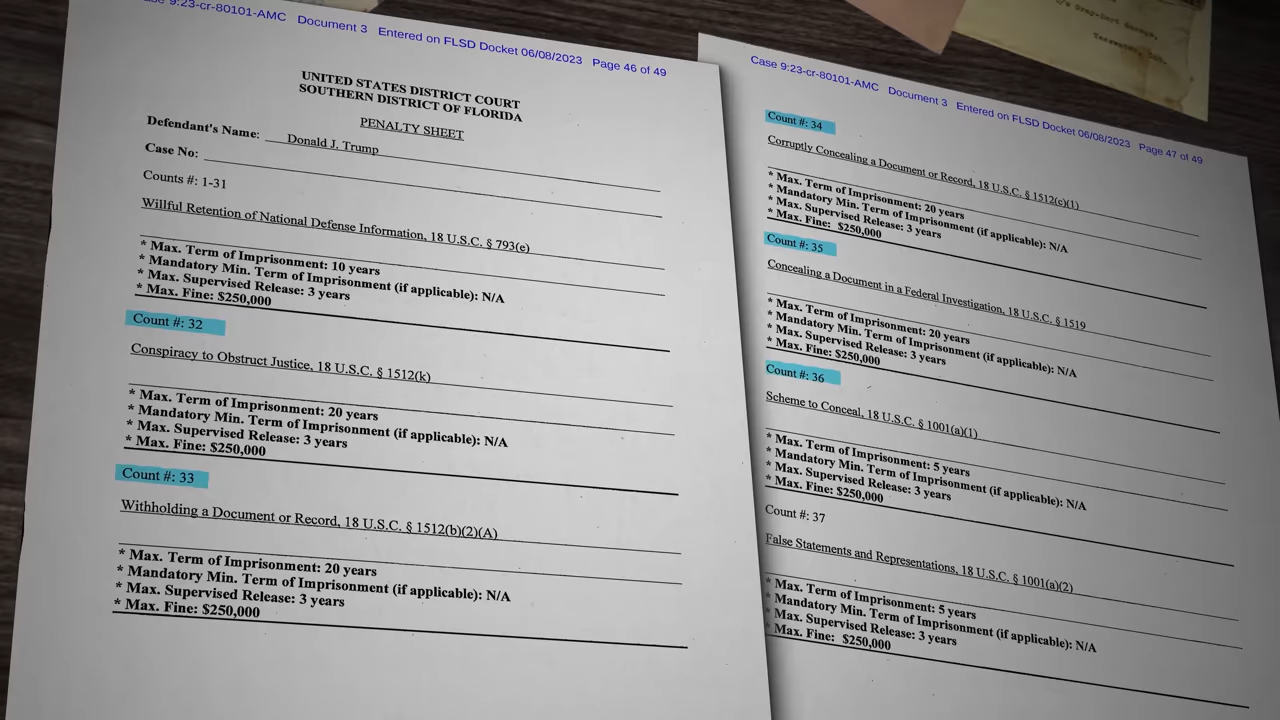 ase 9:23-cr-80101-AMC Document 3 Entered on FLSD Docket 06/08/2023 Page 46 of 49
UNITED STATES DISTRICT COURT
SOUTHERN DISTRICT OF FLORIDA
PENALTY SHEET
Defendant's Name: Donald J. Trump
Case No:
Counts #: 1-31
Willful Retention of National Defense Information, 18 U.S.C. § 793(e)
* Max. Term of Imprisonment: 10 years
* Mandatory Min. Term of Imprisonment (if applicable): N/A
* Max. Supervised Release: 3 years
* Max. Fine: $250,000
Count #: 32
Conspiracy to Obstruct Justice, 18 U.S.C. § 1512(k)
* Max. Term of Imprisonment: 20 years
* Mandatory Min. Term of Imprisonment (if applicable): N/A
* Max. Supervised Release: 3 years
* Max. Fine: $250,000
Count #: 33
Withholding a Document or Record, 18 U.S.C. § 1512(b)(2)(A)
* Max. Term of Imprisonment: 20 years
* Mandatory Min. Term of Imprisonment (if applicable): N/A
* Max. Supervised Release: 3 years
* Max. Fine: $250,000
Case 9:23-cr-80101-AMC Document 3 Entered on FLSD Docket 06/08/2023 Page 47 of 49
Count #: 34
Corruptly Concealing a Document or Record, 18 U.S.C. § 1512(c)(1)
* Max. Term of Imprisonment: 20 years
* Mandatory Min. Term of Imprisonment (if applicable): N/A
* Max. Supervised Release: 3 years
* Max. Fine: $250,000
Count #: 35
Concealing a Document in a Federal Investigation, 18 U.S.C. § 1519
* Max. Term of Imprisonment: 20 years
* Mandatory Min. Term of Imprisonment (if applicable): N/A
* Max. Supervised Release: 3 years
* Max. Fine: $250,000
Count #: 36
Scheme to Conceal, 18 U.S.C. § 1001(a)(1)
* Max. Term of Imprisonment: 5 years
* Mandatory Min. Term of Imprisonment (if applicable): N/A
* Max. Supervised Release: 3 years
* Max. Fine: $250,000
Count #: 37
False Statements and Representations, 18 U.S.C. § 1001(a)(2)
* Max. Term of Imprisonment: 5 years
* Mandatory Min. Term of Imprisonment (if applicable): N/A
* Max. Supervised Release: 3 years
* Max. Fine: $250,000